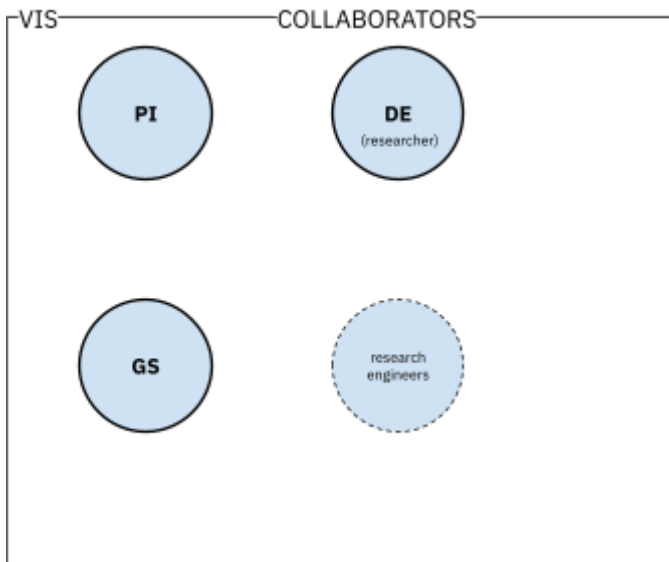 VIS COLLABORATORS
PI
DE
(researcher)
GS
research
engineers